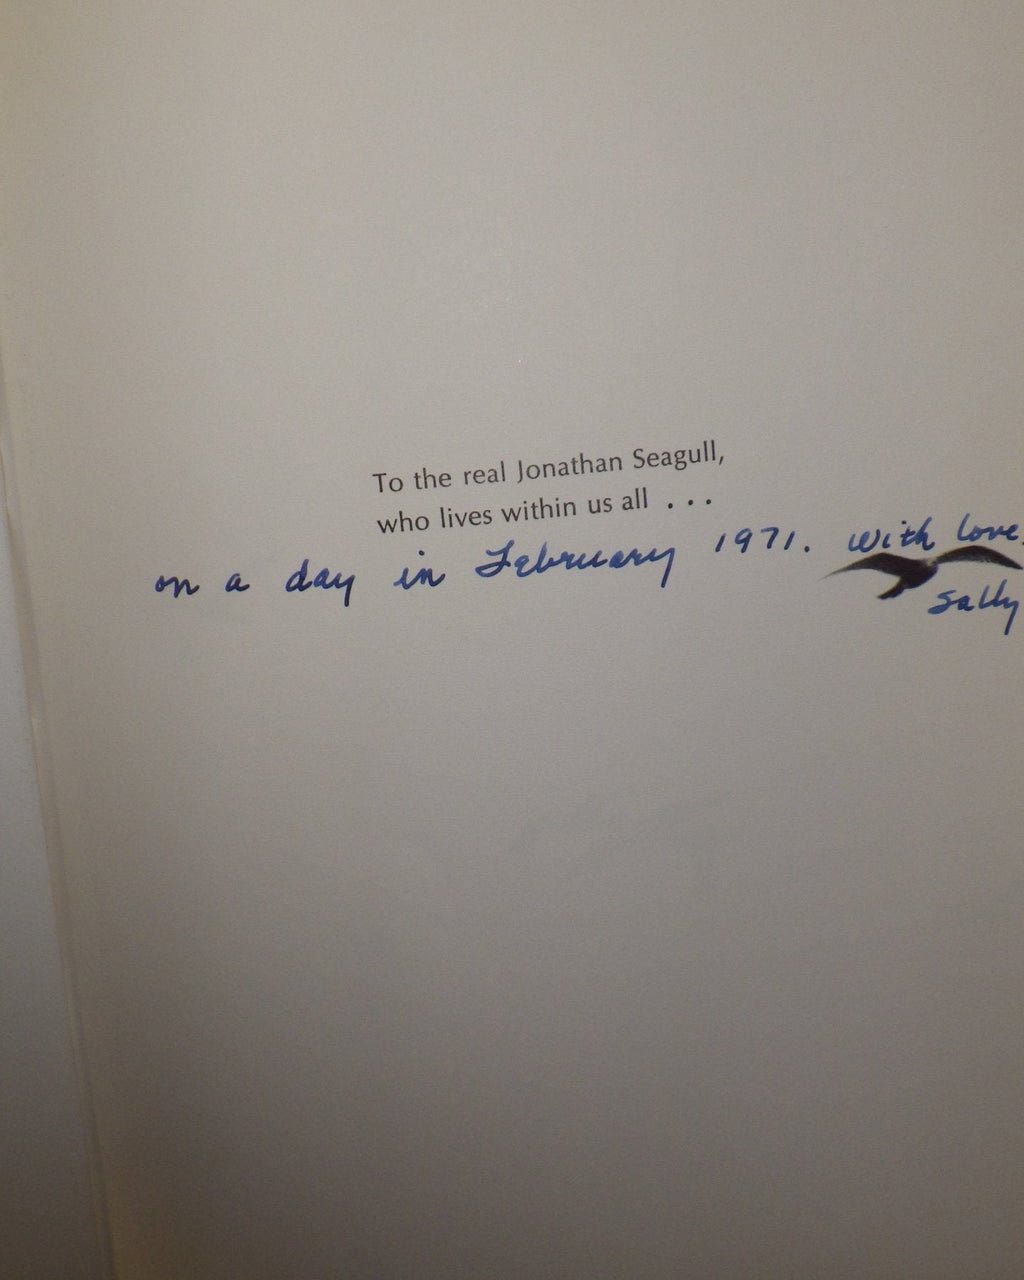 To the real Jonathan Seagull,
who lives within us all . . .
on a day in February 1971. With love,
Sally